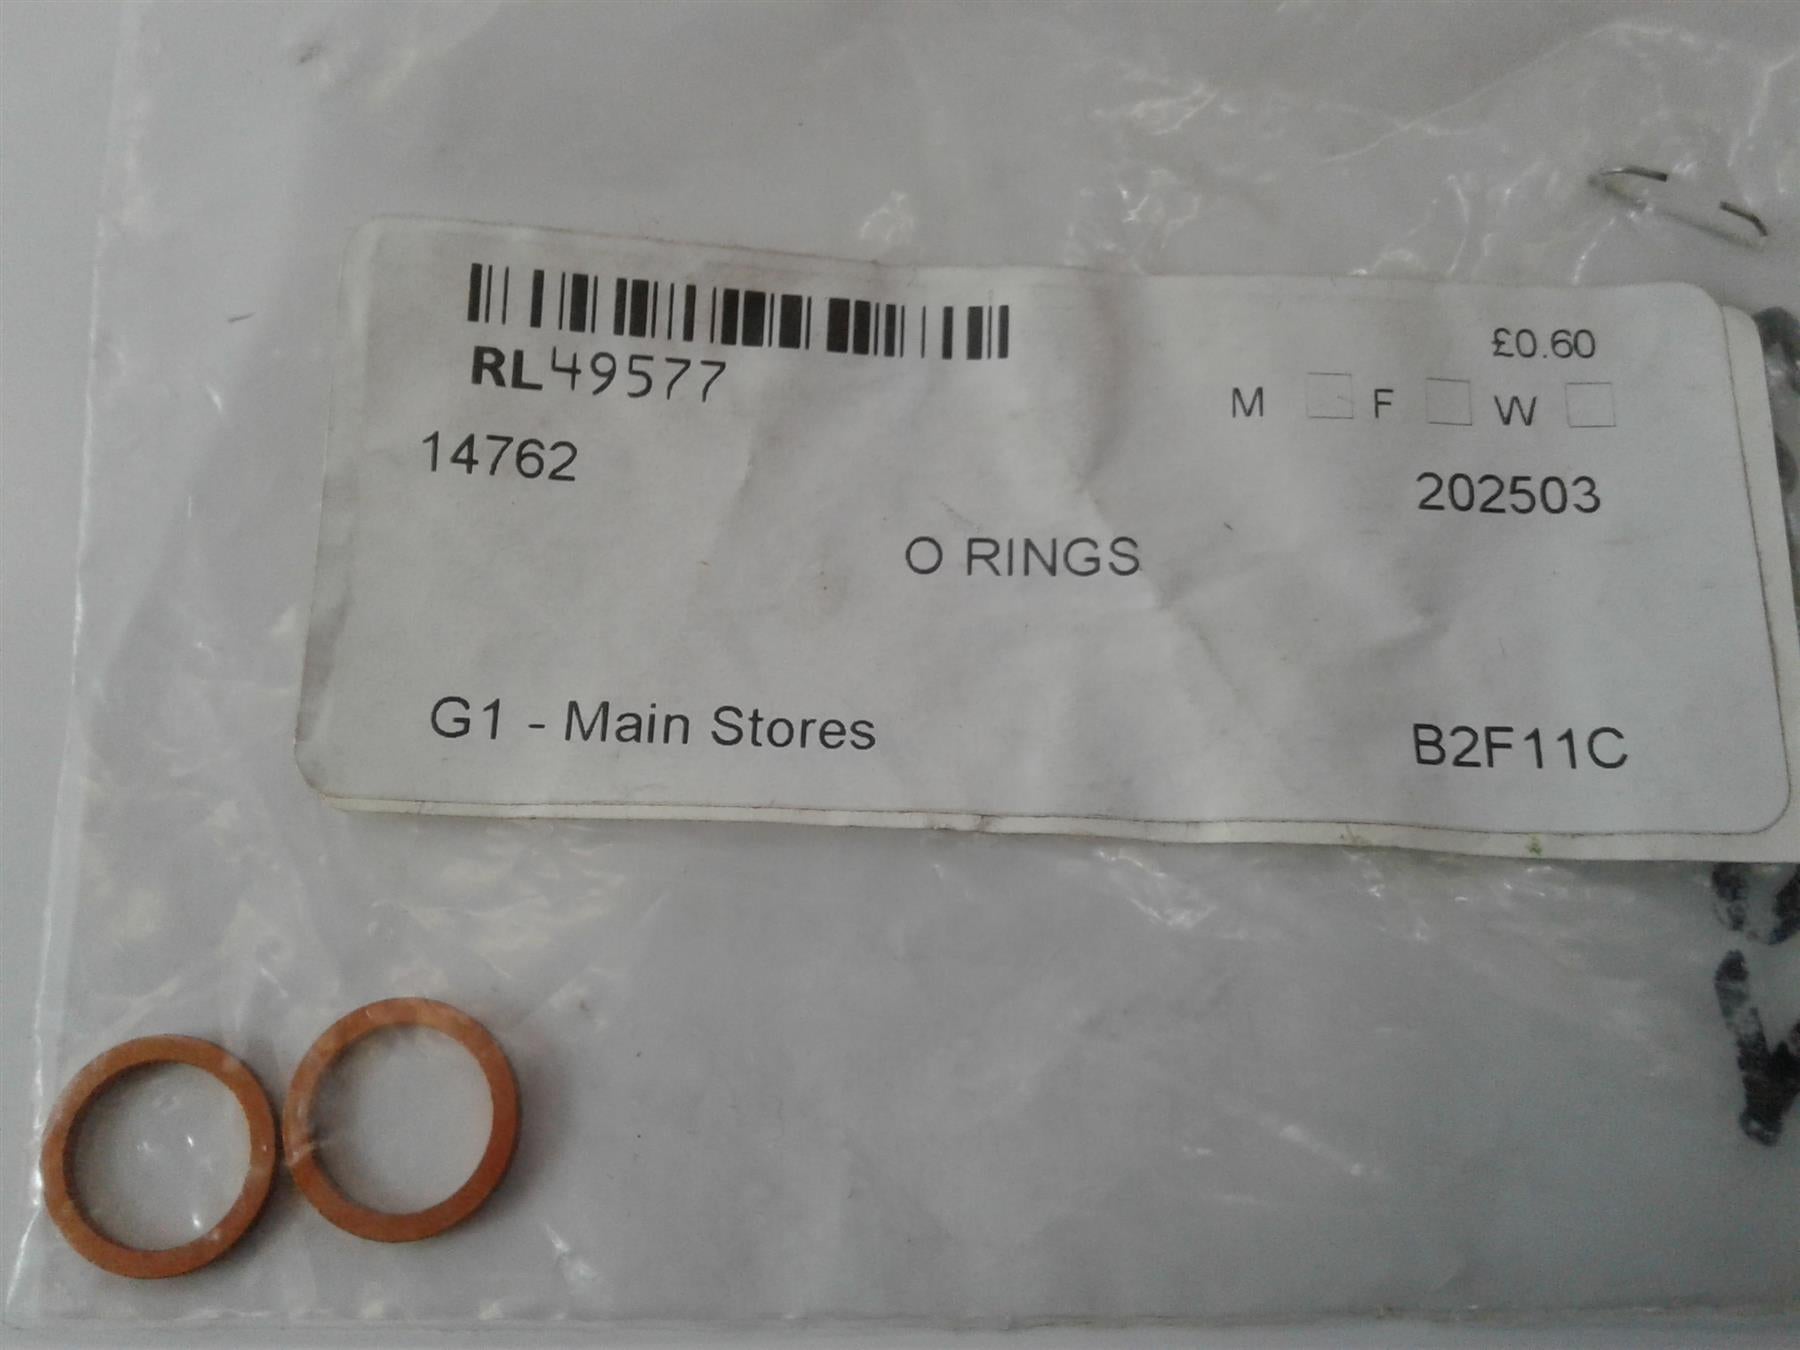 £0.60
RL49577
M F W
14762
202503
O RINGS
G1 - Main Stores
B2F11C